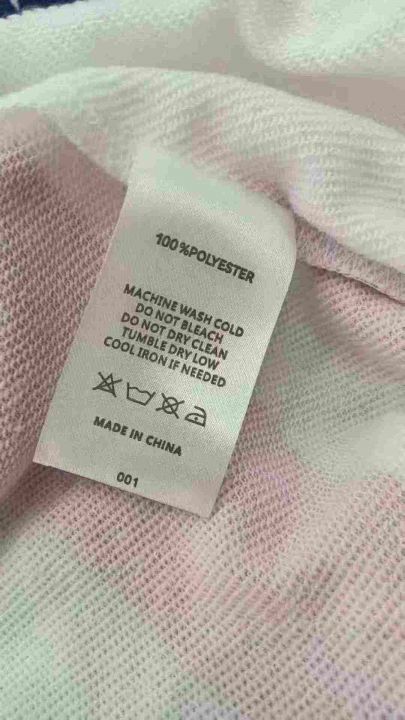 100%POLYESTER
MACHINE WASH COLD
DO NOT BLEACH
DO NOT DRY CLEAN
TUMBLE DRY LOW
COOL IRON IF NEEDED
MADE IN CHINA
001